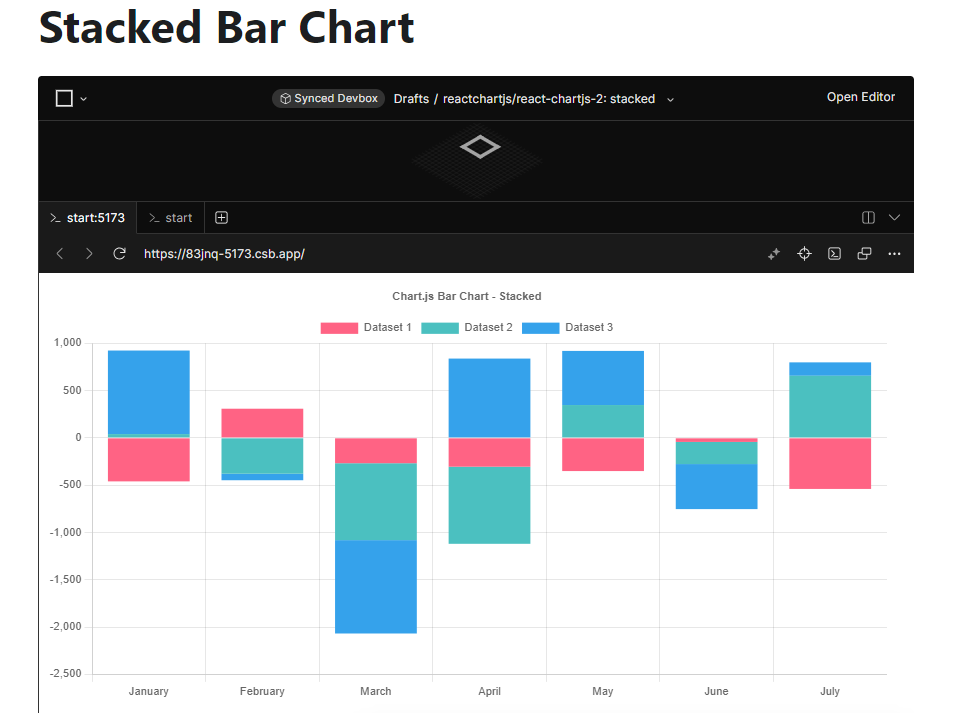 Stacked Bar Chart
Synced Devbox Drafts / reactchartjs/react-chartjs-2: stacked Open Editor
start:5173 start
https://83jnq-5173.csb.app/
Chart.js Bar Chart - Stacked
Dataset 1 Dataset 2 Dataset 3
1,000
500
0
-500
-1,000
-1,500
-2,000
-2,500
January February March April May June July